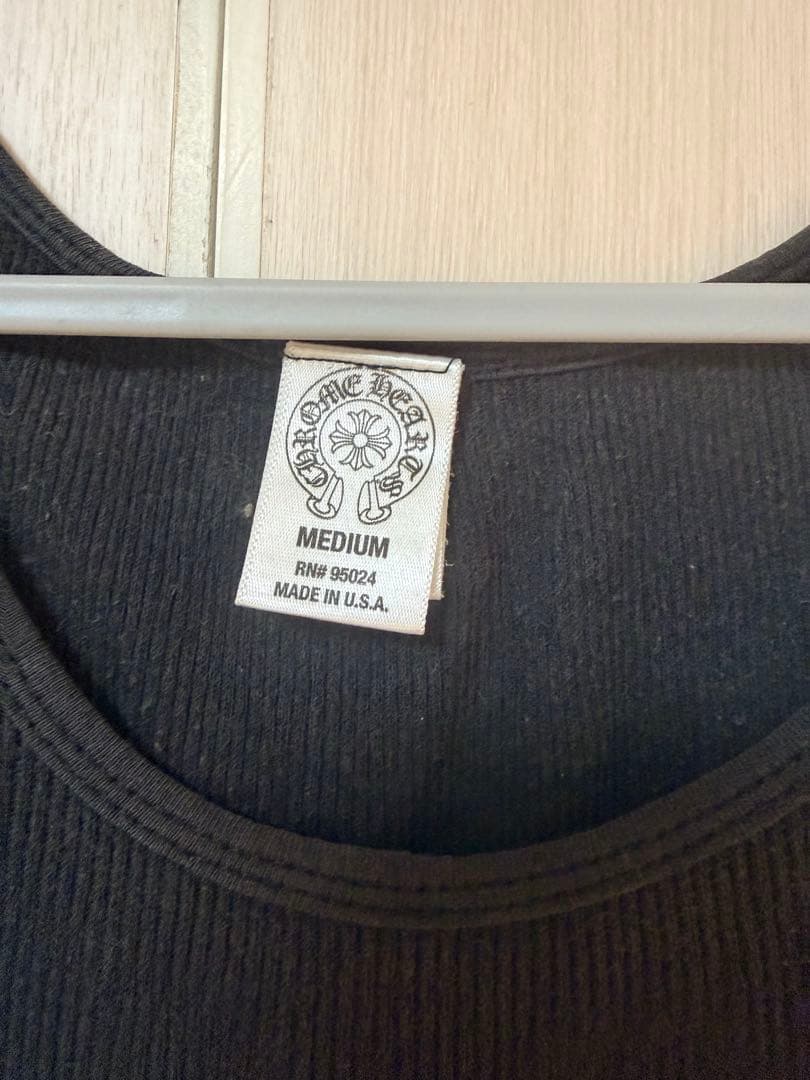 CHROME HEARTS
MEDIUM
RN# 95024
MADE IN U.S.A.